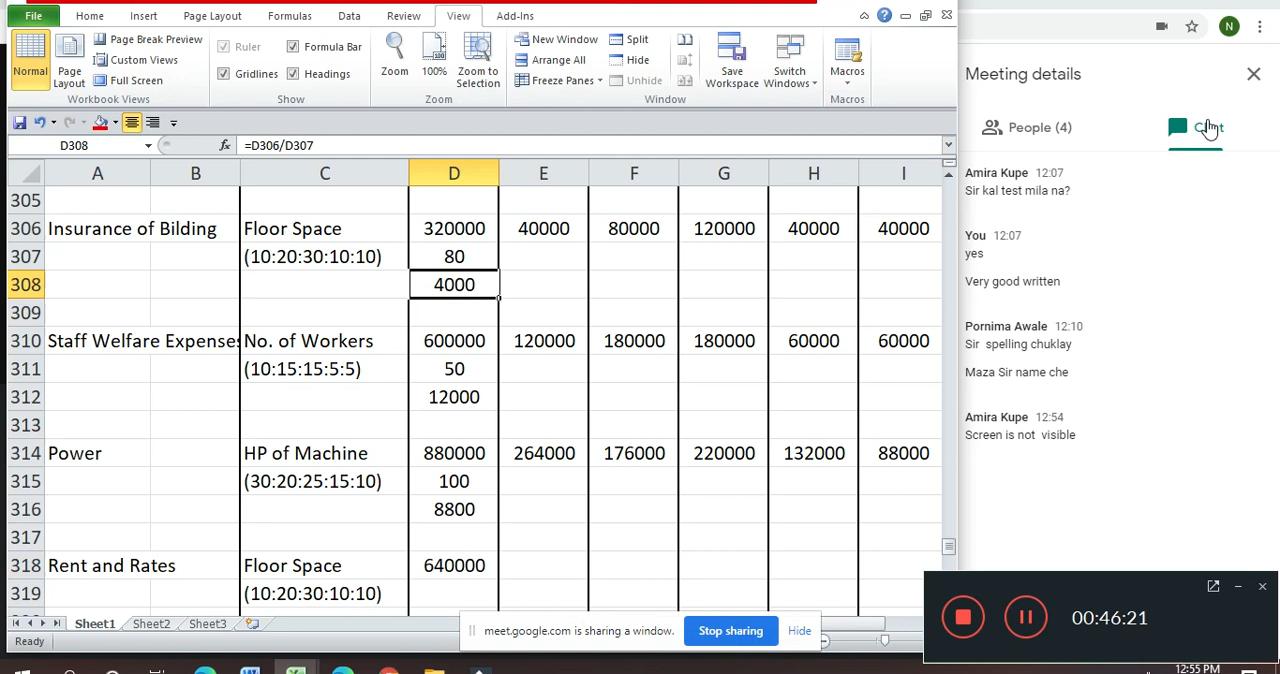 File Home Insert Page Layout Formulas Data Review View Add-Ins
Normal Page Layout Page Break Preview Custom Views Full Screen
Workbook Views
Ruler Formula Bar
Gridlines Headings
Show
Zoom 100% Zoom to Selection
Zoom
New Window Arrange All Freeze Panes
Split Hide Unhide
Save Workspace Switch Windows
Window
Macros
Macros
D308 fx =D306/D307
A B C D E F G H I
305
306 Insurance of Bilding Floor Space 320000 40000 80000 120000 40000 40000
307 (10:20:30:10:10) 80
308 4000
309
310 Staff Welfare Expenses No. of Workers 600000 120000 180000 180000 60000 60000
311 (10:15:15:5:5) 50
312 12000
313
314 Power HP of Machine 880000 264000 176000 220000 132000 88000
315 (30:20:25:15:10) 100
316 8800
317
318 Rent and Rates Floor Space 640000
319 (10:20:30:10:10)
Sheet1 Sheet2 Sheet3
Ready
meet.google.com is sharing a window. Stop sharing Hide
N
Meeting details
People (4)
Amira Kupe 12:07
Sir kal test mila na?
You 12:07
yes
Very good written
Pornima Awale 12:10
Sir spelling chuklay
Maza Sir name che
Amira Kupe 12:54
Screen is not visible
00:46:21
12:55 PM